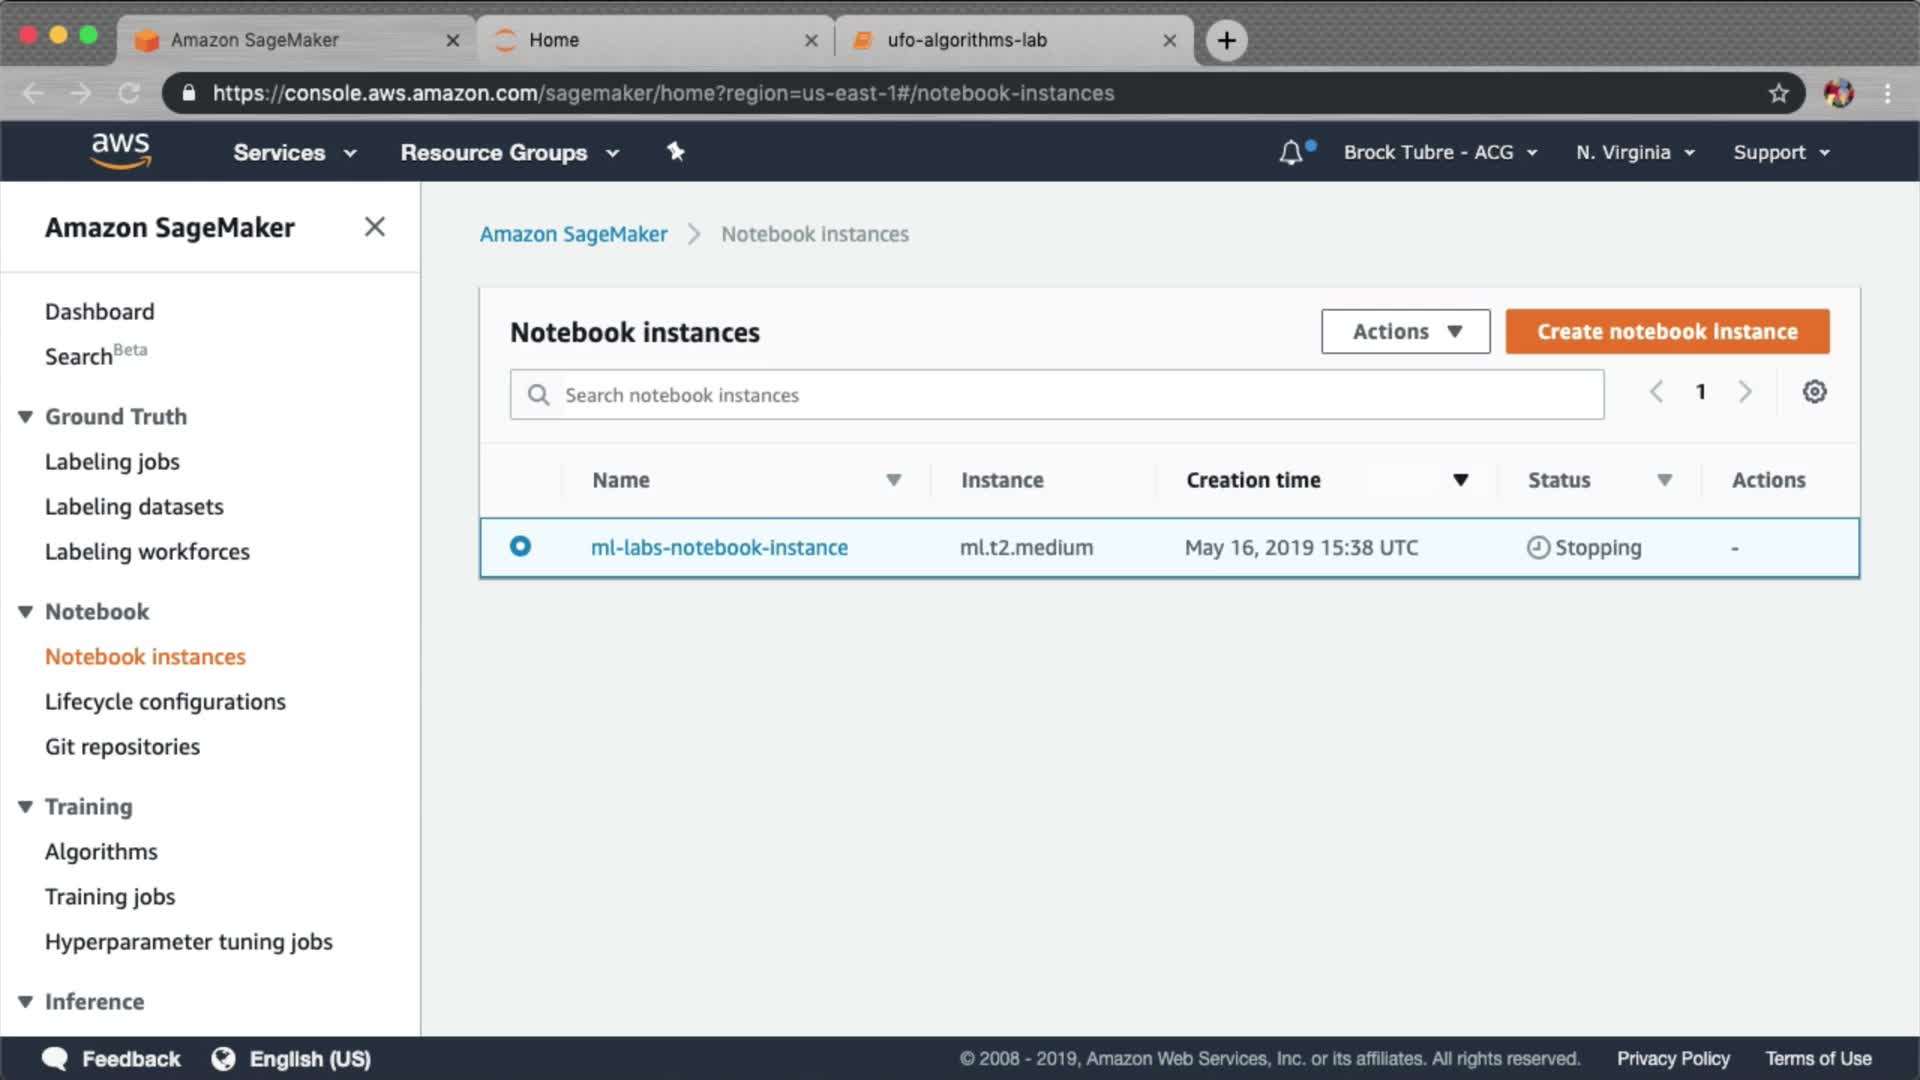 Amazon SageMaker
Home
ufo-algorithms-lab
https://console.aws.amazon.com/sagemaker/home?region=us-east-1#/notebook-instances
aws
Services
Resource Groups
Brock Tubre - ACG
N. Virginia
Support
Amazon SageMaker
Dashboard
Search Beta
Ground Truth
Labeling jobs
Labeling datasets
Labeling workforces
Notebook
Notebook instances
Lifecycle configurations
Git repositories
Training
Algorithms
Training jobs
Hyperparameter tuning jobs
Inference
Amazon SageMaker
Notebook instances
Notebook instances
Actions
Create notebook instance
Search notebook instances
1
Name Instance Creation time Status Actions
ml-labs-notebook-instance ml.t2.medium May 16, 2019 15:38 UTC Stopping -
Feedback
English (US)
© 2008 - 2019, Amazon Web Services, Inc. or its affiliates. All rights reserved.
Privacy Policy
Terms of Use